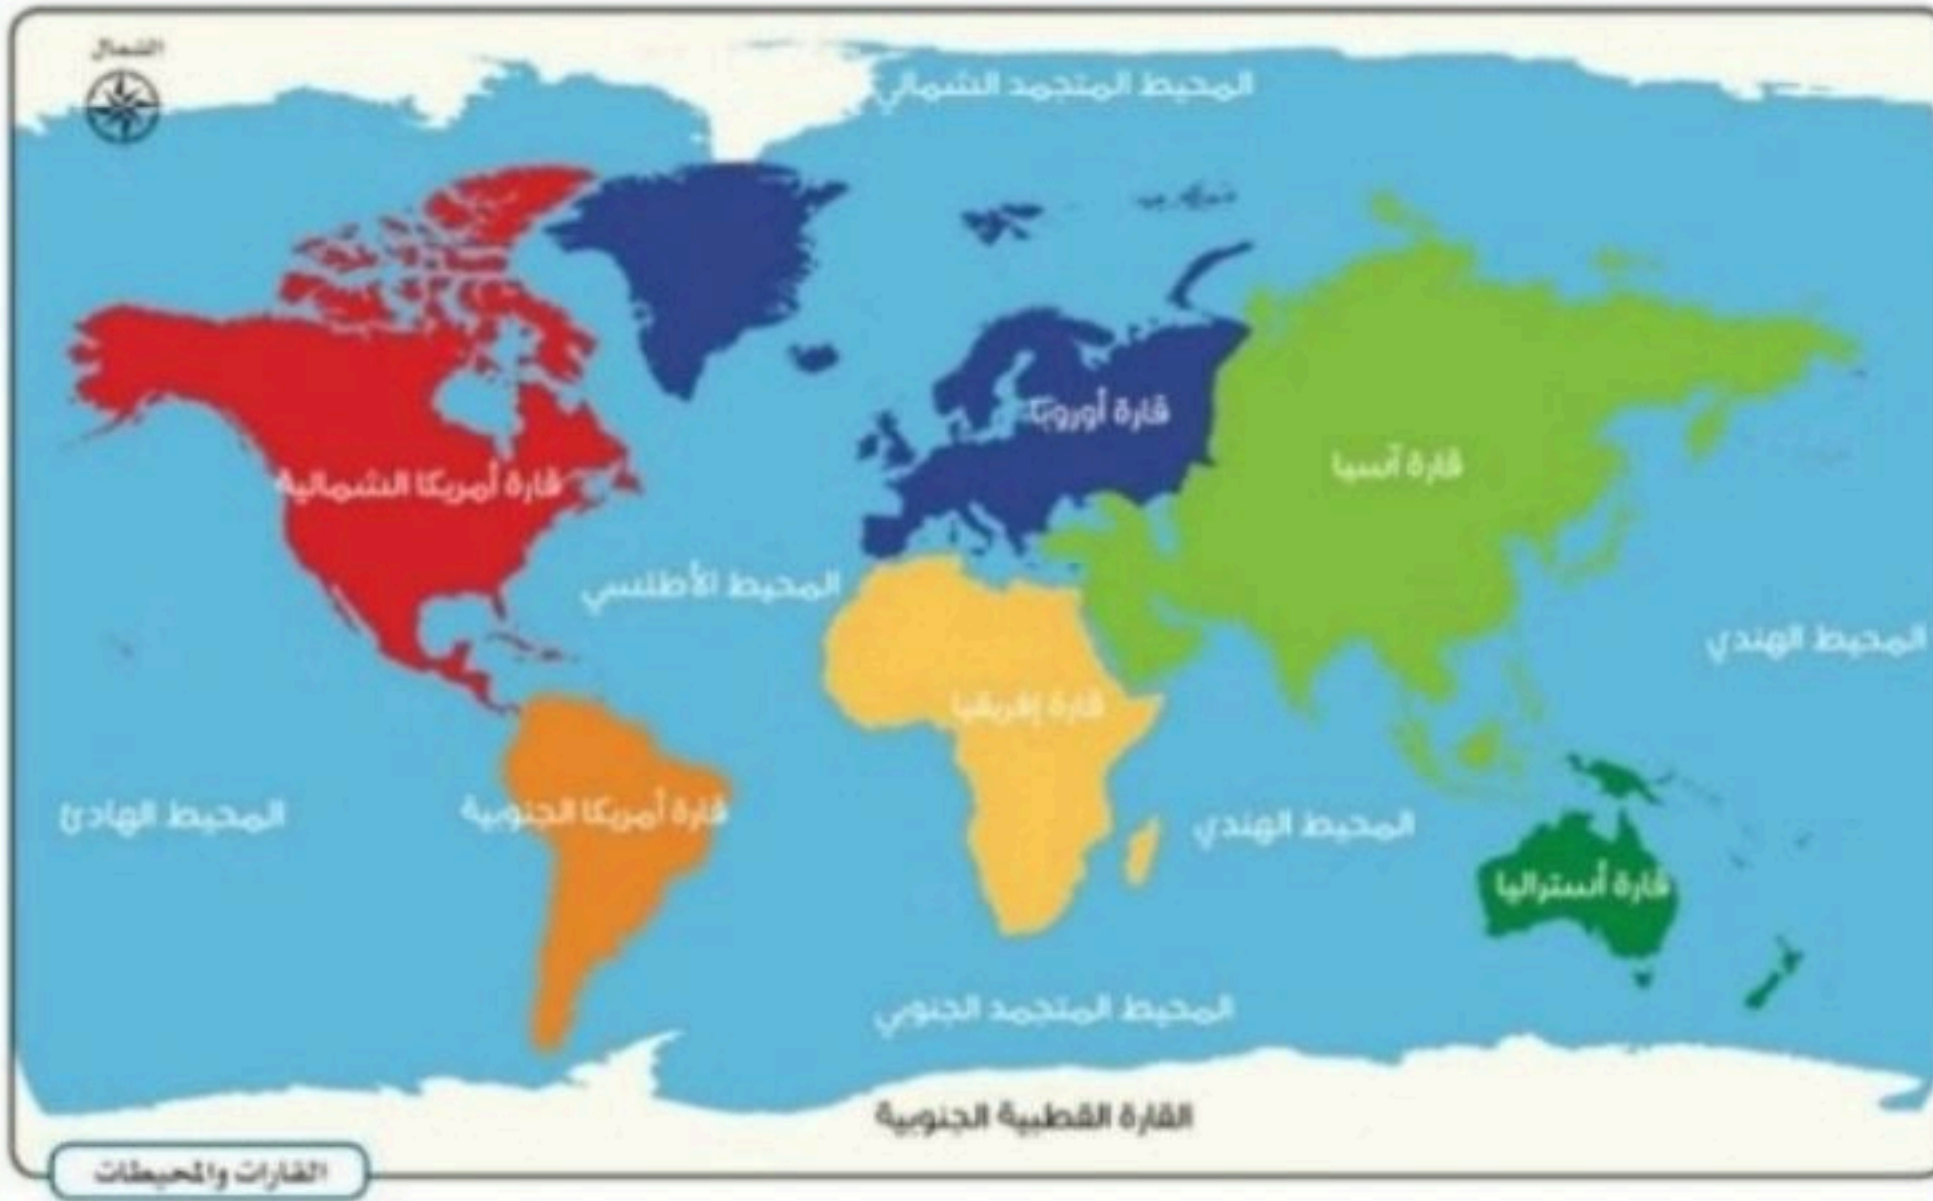 الشمال
المحيط المتجمد الشمالي
قارة أوروبا
قارة آسيا
قارة أمريكا الشمالية
المحيط الأطلسي
المحيط الهندي
قارة إفريقيا
المحيط الهادئ
قارة أمريكا الجنوبية
المحيط الهندي
قارة أستراليا
المحيط المتجمد الجنوبي
القارة القطبية الجنوبية
القارات والمحيطات